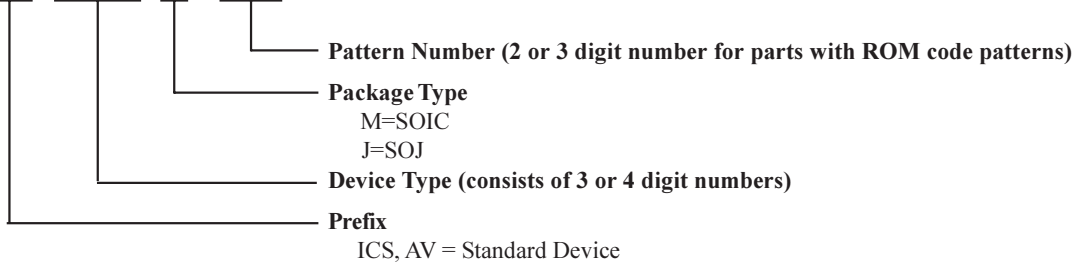 Pattern Number (2 or 3 digit number for parts with ROM code patterns)
Package Type
M=SOIC
J=SOJ
Device Type (consists of 3 or 4 digit numbers)
Prefix
ICS, AV = Standard Device